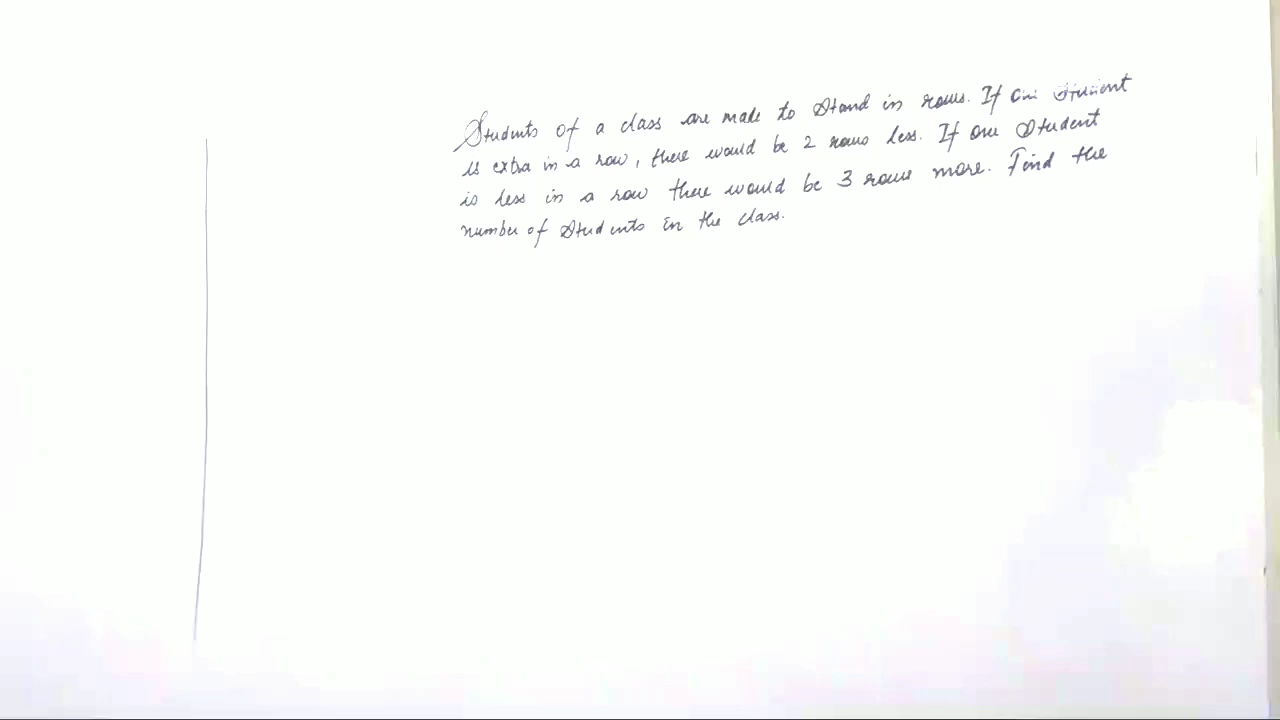 Students of a class are made to stand in rows. If one student
is extra in a row, there would be 2 rows less. If one student
is less in a row there would be 3 rows more. Find the
number of students in the class.